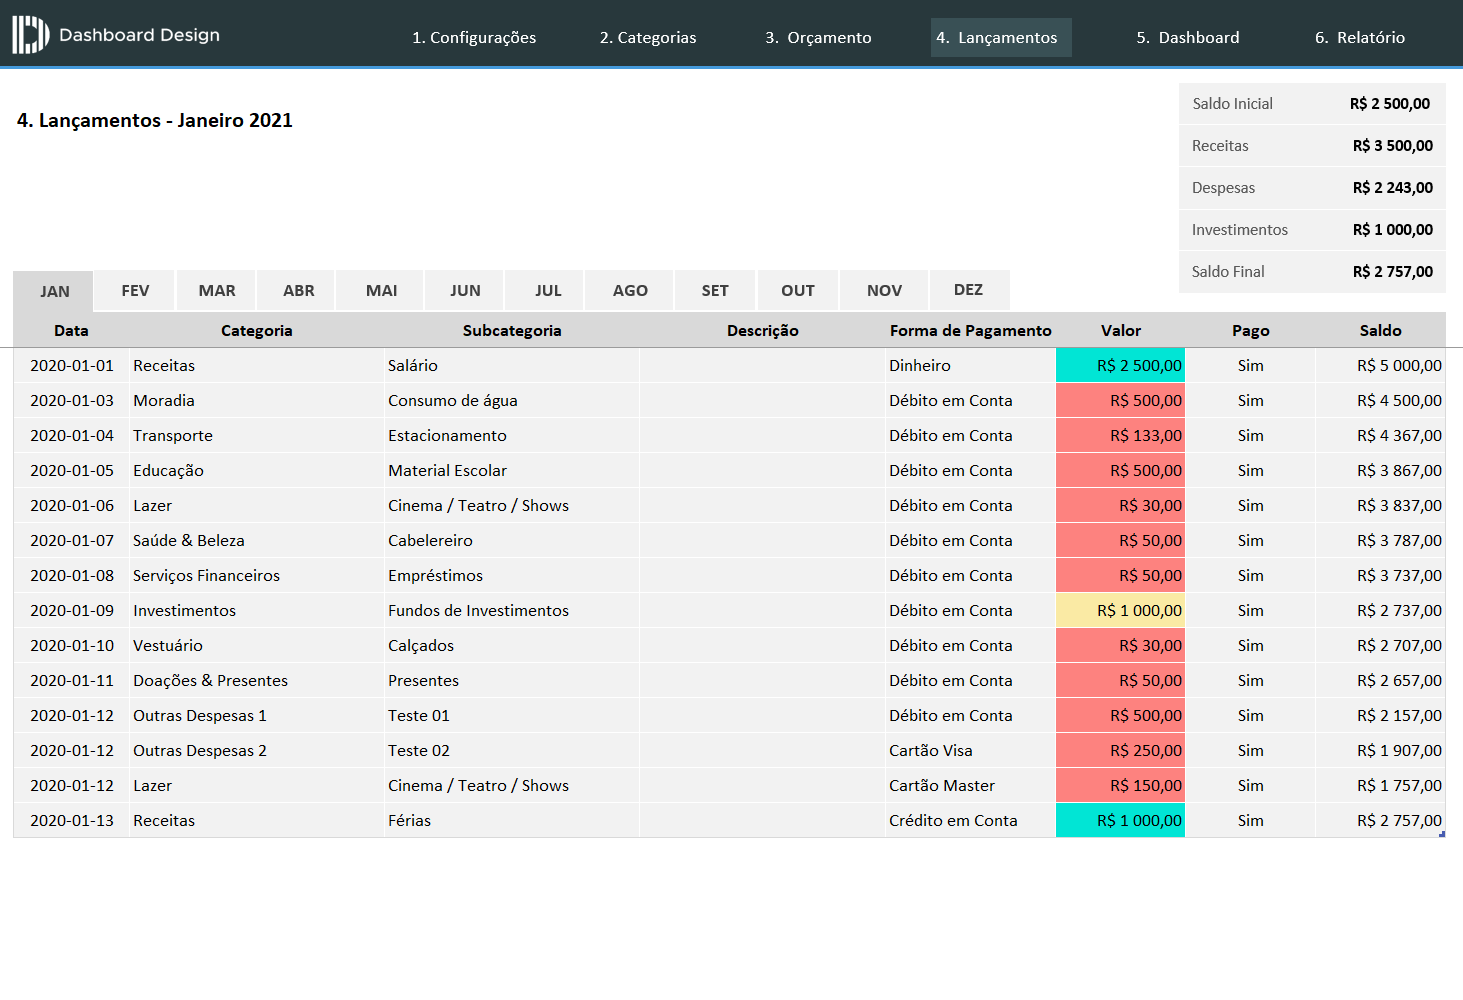 Dashboard Design
1. Configurações 2. Categorias 3. Orçamento 4. Lançamentos 5. Dashboard 6. Relatório
4. Lançamentos - Janeiro 2021
Saldo Inicial R$ 2 500,00
Receitas R$ 3 500,00
Despesas R$ 2 243,00
Investimentos R$ 1 000,00
Saldo Final R$ 2 757,00
JAN FEV MAR ABR MAI JUN JUL AGO SET OUT NOV DEZ
Data Categoria Subcategoria Descrição Forma de Pagamento Valor Pago Saldo
2020-01-01 Receitas Salário Dinheiro R$ 2 500,00 Sim R$ 5 000,00
2020-01-03 Moradia Consumo de água Débito em Conta R$ 500,00 Sim R$ 4 500,00
2020-01-04 Transporte Estacionamento Débito em Conta R$ 133,00 Sim R$ 4 367,00
2020-01-05 Educação Material Escolar Débito em Conta R$ 500,00 Sim R$ 3 867,00
2020-01-06 Lazer Cinema / Teatro / Shows Débito em Conta R$ 30,00 Sim R$ 3 837,00
2020-01-07 Saúde & Beleza Cabelereiro Débito em Conta R$ 50,00 Sim R$ 3 787,00
2020-01-08 Serviços Financeiros Empréstimos Débito em Conta R$ 50,00 Sim R$ 3 737,00
2020-01-09 Investimentos Fundos de Investimentos Débito em Conta R$ 1 000,00 Sim R$ 2 737,00
2020-01-10 Vestuário Calçados Débito em Conta R$ 30,00 Sim R$ 2 707,00
2020-01-11 Doações & Presentes Presentes Débito em Conta R$ 50,00 Sim R$ 2 657,00
2020-01-12 Outras Despesas 1 Teste 01 Débito em Conta R$ 500,00 Sim R$ 2 157,00
2020-01-12 Outras Despesas 2 Teste 02 Cartão Visa R$ 250,00 Sim R$ 1 907,00
2020-01-12 Lazer Cinema / Teatro / Shows Cartão Master R$ 150,00 Sim R$ 1 757,00
2020-01-13 Receitas Férias Crédito em Conta R$ 1 000,00 Sim R$ 2 757,00